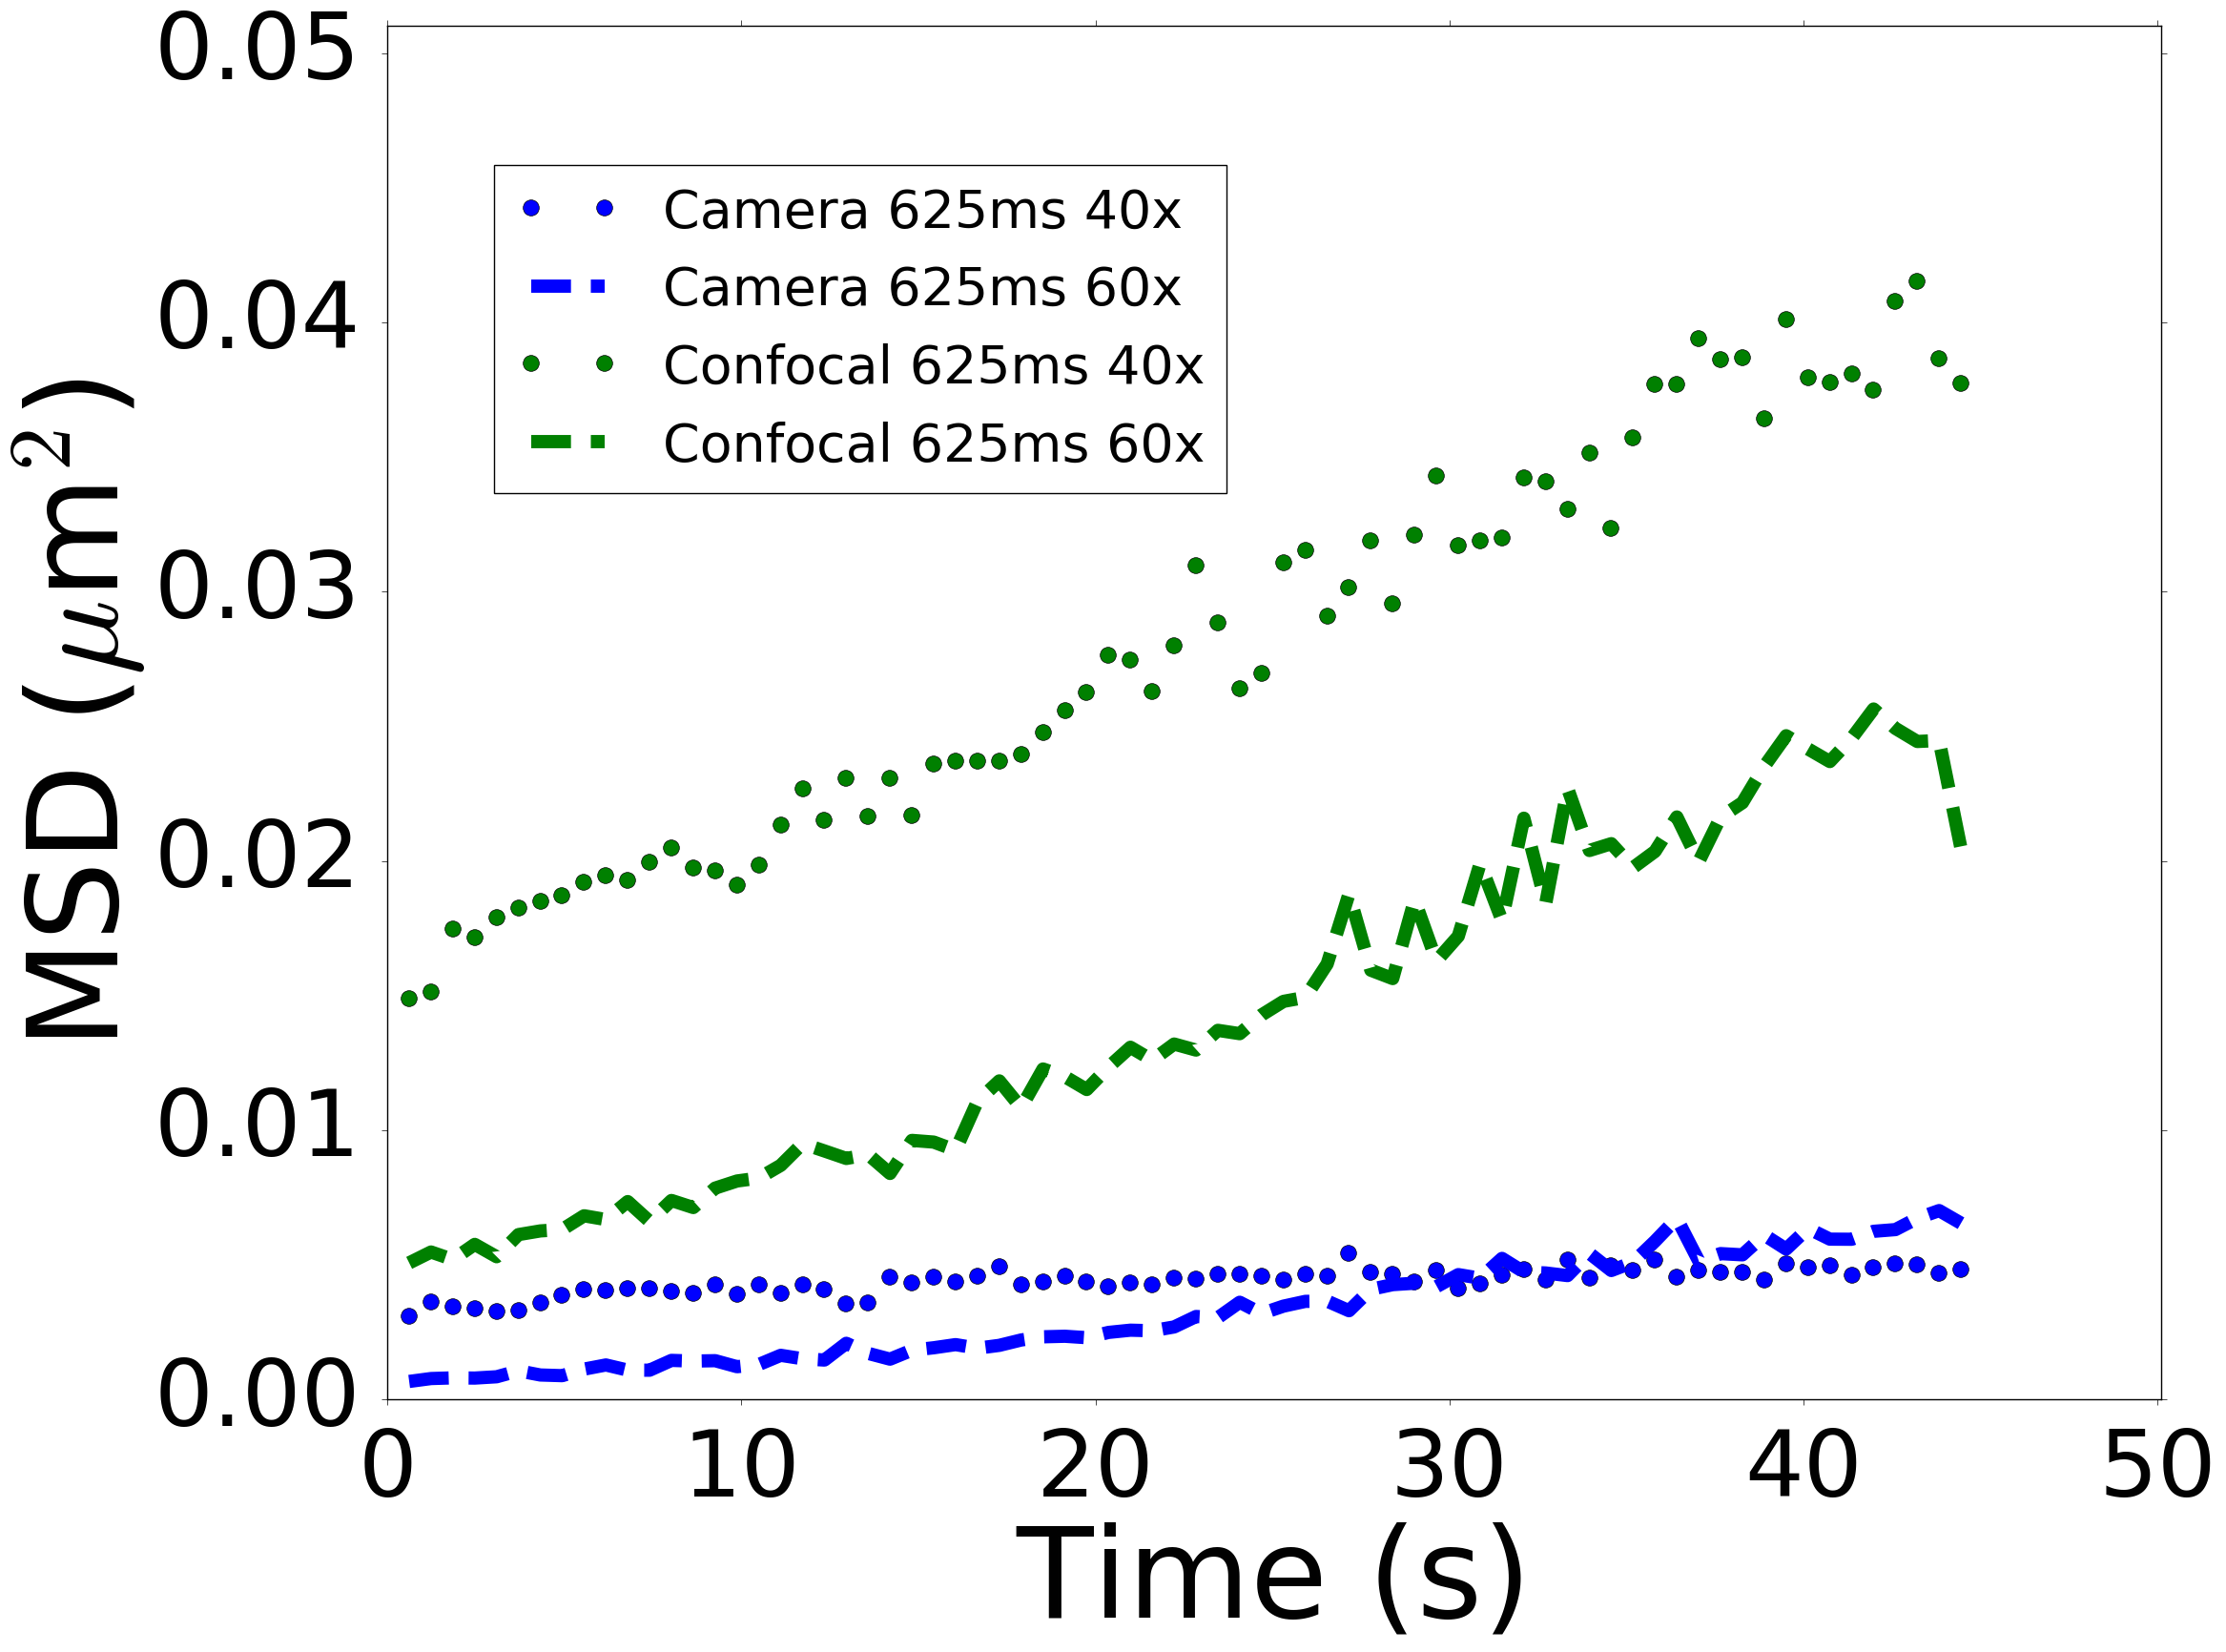 0.05
0.04
0.03
0.02
0.01
0.00
MSD (μm²)
Camera 625ms 40x
Camera 625ms 60x
Confocal 625ms 40x
Confocal 625ms 60x
0 10 20 30 40 50
Time (s)